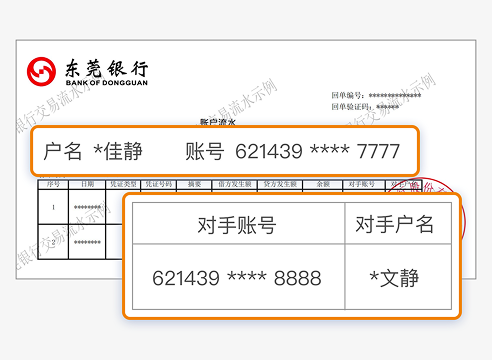 东莞银行
BANK OF DONGGUAN
回单编号：**************
回单验证码：******
账户流水
户名 *佳静 账号 621439 **** 7777
序号 日期 凭证类型 凭证号码 摘要 借方发生额 贷方发生额 余额 对手账号
1 ********
2 ********
对手账号 对手户名
621439 **** 8888 *文静
银行交易流水示例